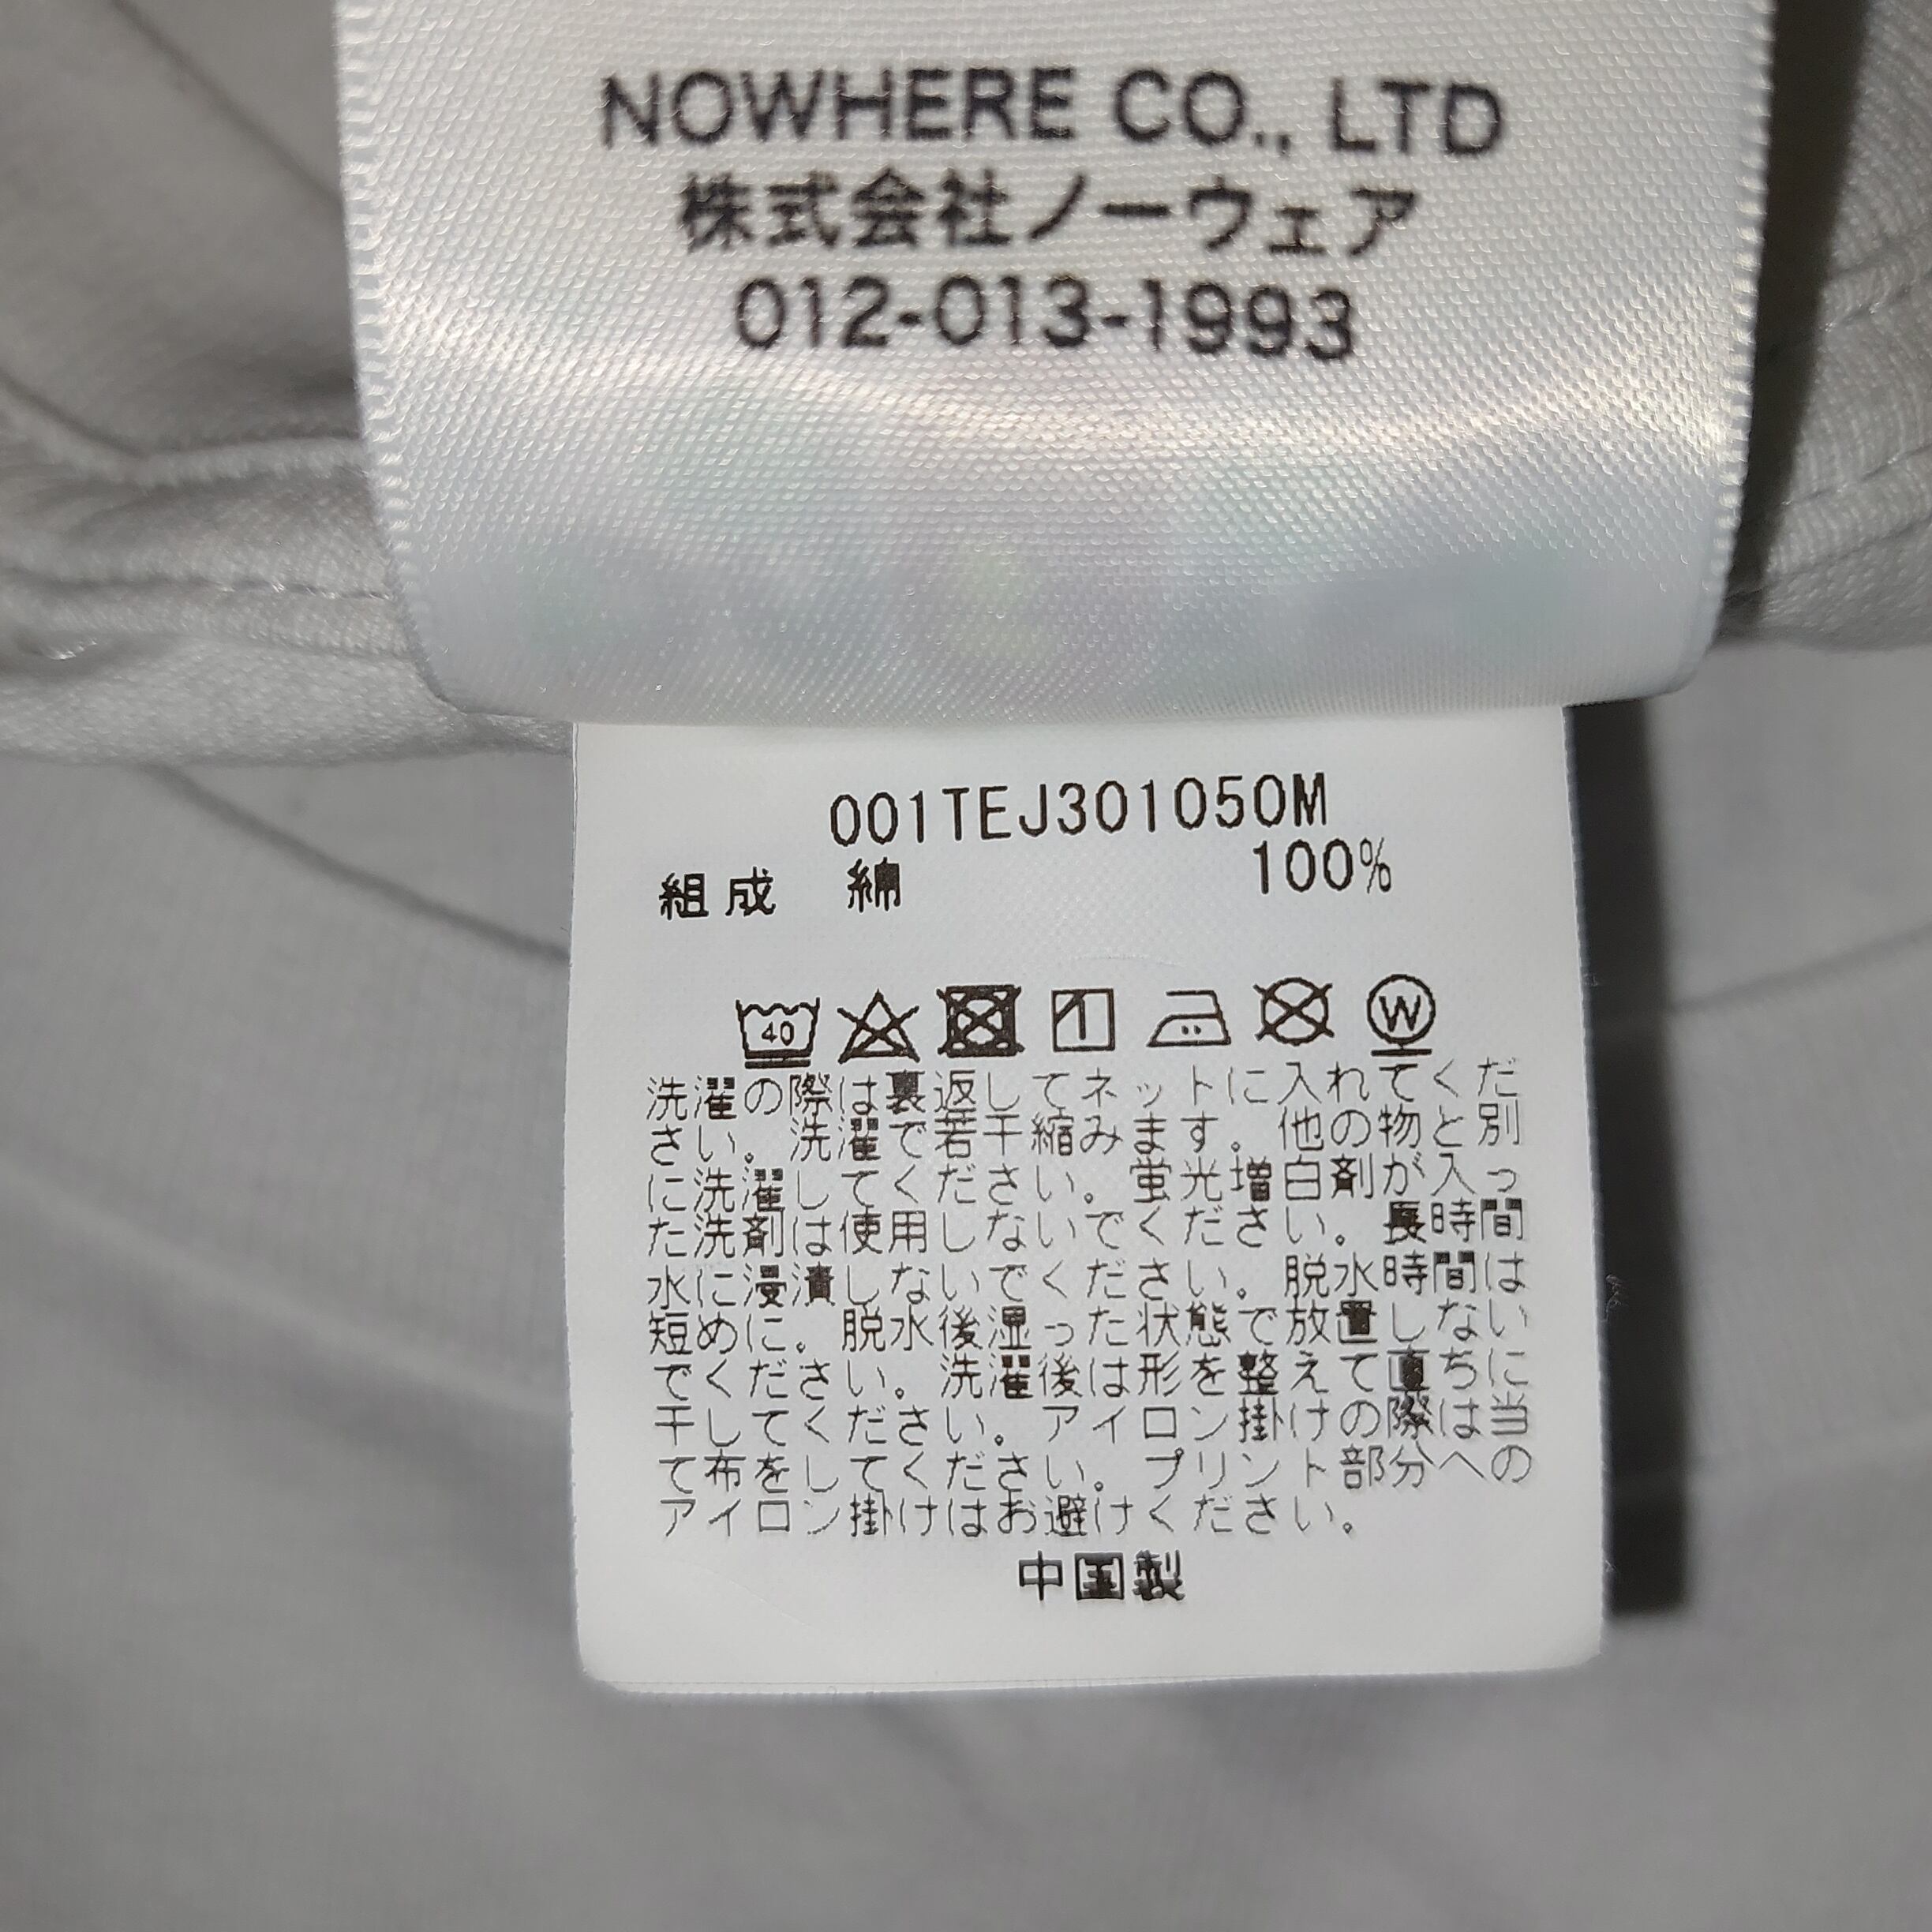 NOWHERE CO., LTD
株式会社ノーウェア
012-013-1993
001TEJ301050M
組成 綿 100%
40 W
洗濯の際は裏返してネットに入れてくだ
さい。洗濯で若干縮みます。他の物と別
に洗濯してください。蛍光増白剤が入っ
た洗剤は使用しないでください。長時間
水に浸漬しないでください。脱水時間は
短めに。脱水後湿った状態で放置しない
でください。洗濯後は形を整えて直ちに
干してください。アイロン掛けの際は当
て布をしてください。プリント部分への
アイロン掛けはお避けください。
中国製